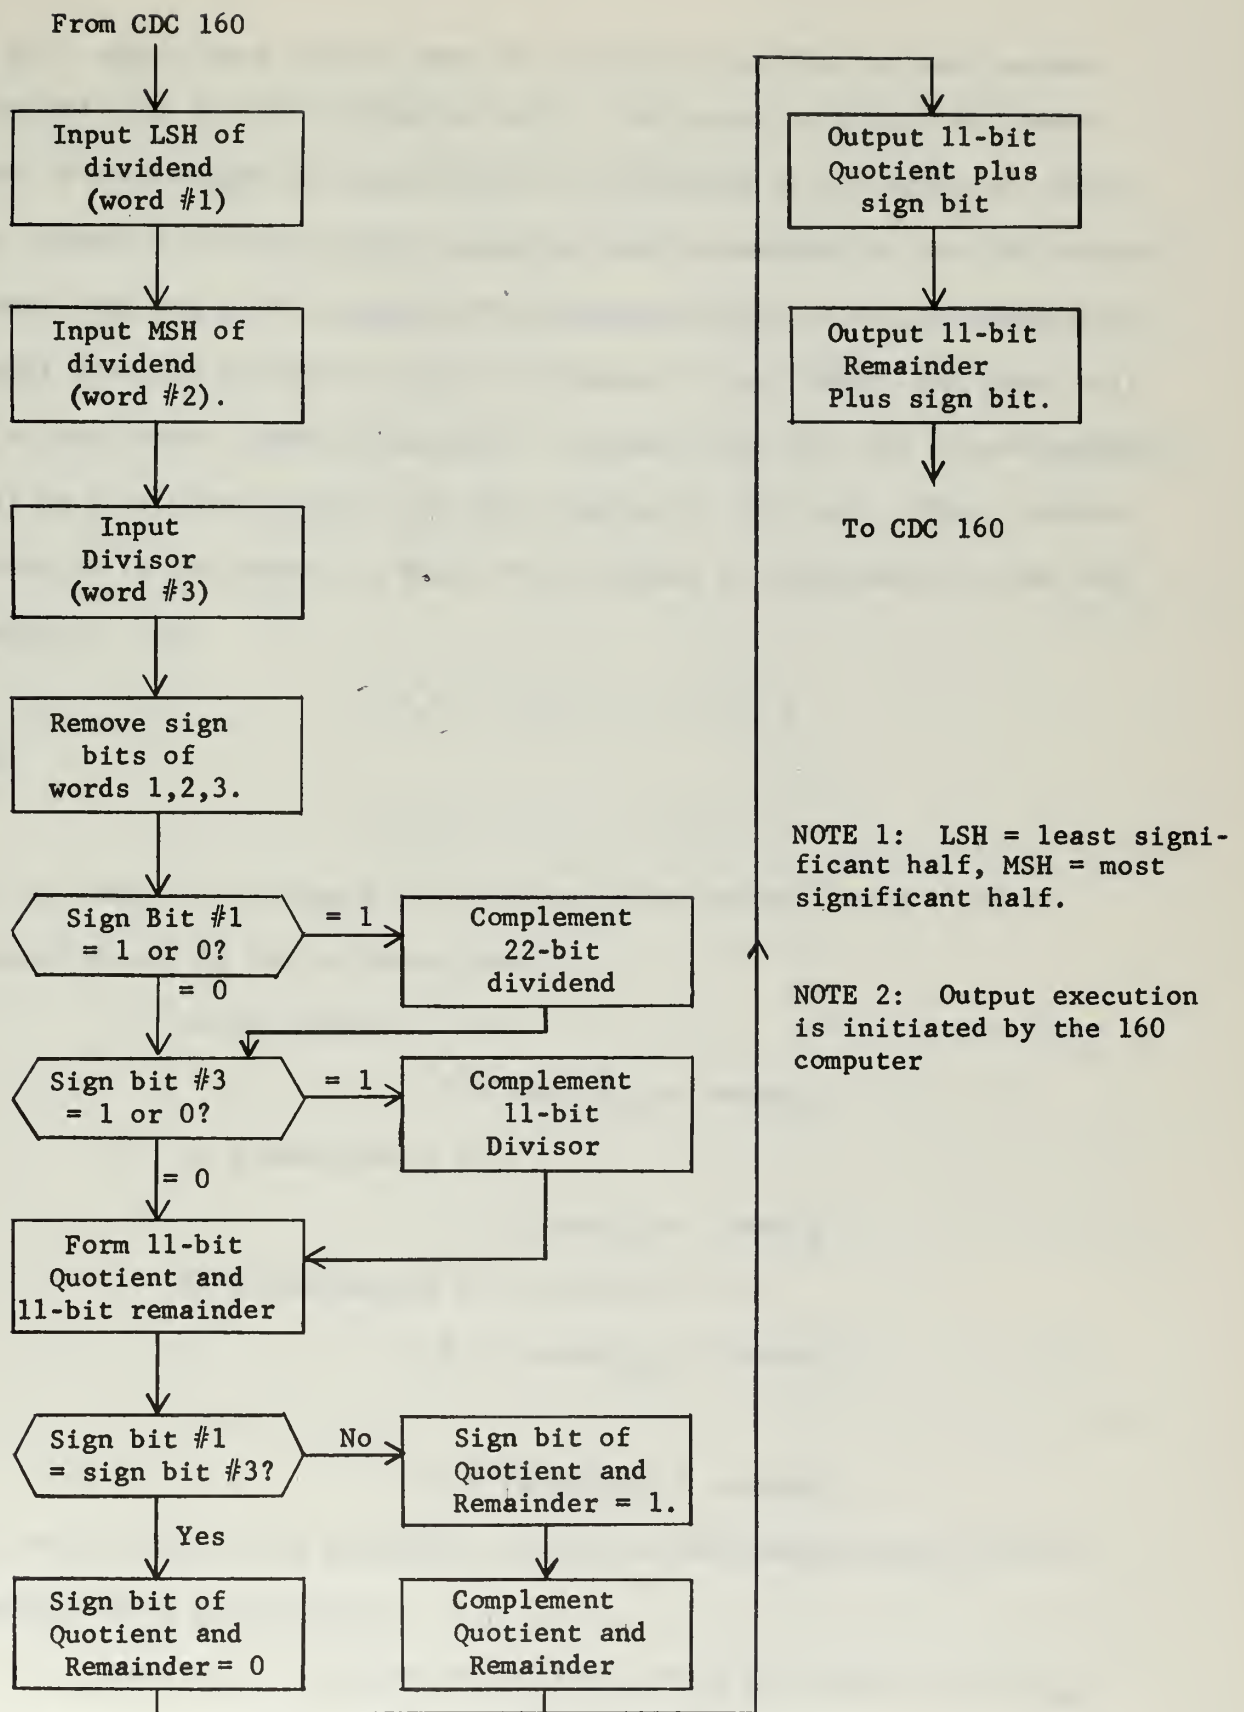 From CDC 160
Input LSH of
dividend
(word #1)
Input MSH of
dividend
(word #2).
Input
Divisor
(word #3)
Remove sign
bits of
words 1,2,3.
Sign Bit #1
= 1 or 0?
= 1
Complement
22-bit
dividend
= 0
Sign bit #3
= 1 or 0?
= 1
Complement
11-bit
Divisor
= 0
Form 11-bit
Quotient and
11-bit remainder
Sign bit #1
= sign bit #3?
No
Sign bit of
Quotient and
Remainder = 1.
Yes
Sign bit of
Quotient and
Remainder = 0
Complement
Quotient and
Remainder
Output 11-bit
Quotient plus
sign bit
Output 11-bit
Remainder
Plus sign bit.
To CDC 160
NOTE 1: LSH = least signi-
ficant half, MSH = most
significant half.
NOTE 2: Output execution
is initiated by the 160
computer